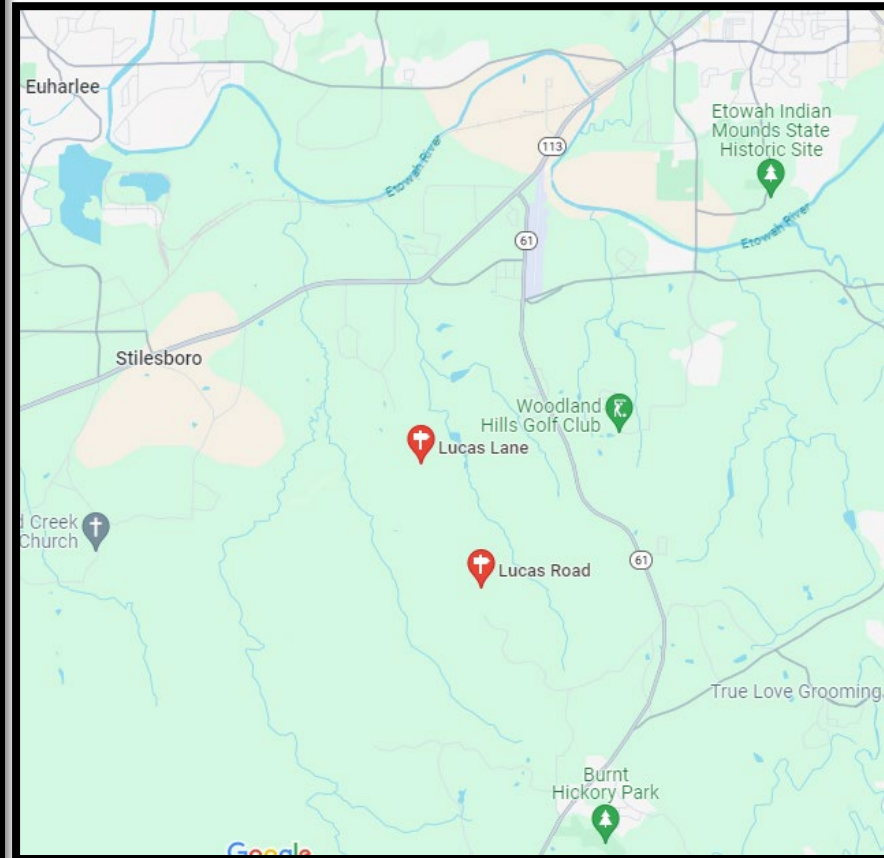 Euharlee
Etowah Indian
Mounds State
Historic Site
113
Etowah River
Etowah River
61
Stilesboro
Woodland
Hills Golf Club
Lucas Lane
d Creek
Church
61
Lucas Road
True Love Grooming
Burnt
Hickory Park
Google